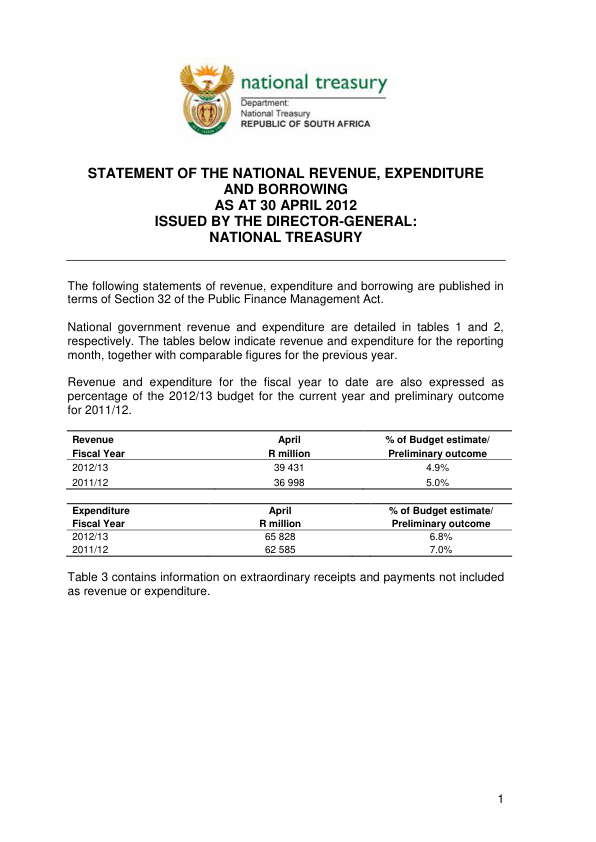 national treasury
Department:
National Treasury
REPUBLIC OF SOUTH AFRICA
STATEMENT OF THE NATIONAL REVENUE, EXPENDITURE
AND BORROWING
AS AT 30 APRIL 2012
ISSUED BY THE DIRECTOR-GENERAL:
NATIONAL TREASURY
The following statements of revenue, expenditure and borrowing are published in
terms of Section 32 of the Public Finance Management Act.
National government revenue and expenditure are detailed in tables 1 and 2,
respectively. The tables below indicate revenue and expenditure for the reporting
month, together with comparable figures for the previous year.
Revenue and expenditure for the fiscal year to date are also expressed as
percentage of the 2012/13 budget for the current year and preliminary outcome
for 2011/12.
Revenue April % of Budget estimate/
Fiscal Year R million Preliminary outcome
2012/13 39 431 4.9%
2011/12 36 998 5.0%
Expenditure April % of Budget estimate/
Fiscal Year R million Preliminary outcome
2012/13 65 828 6.8%
2011/12 62 585 7.0%
Table 3 contains information on extraordinary receipts and payments not included
as revenue or expenditure.
1